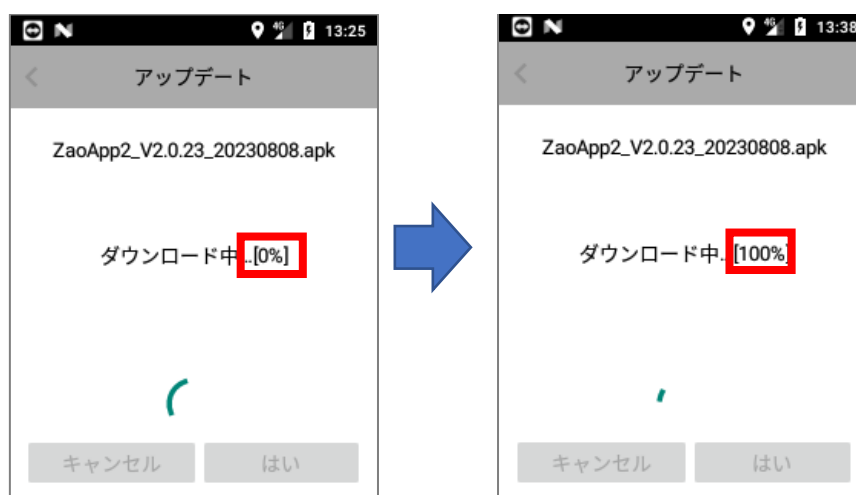 4G 13:25
アップデート
ZaoApp2_V2.0.23_20230808.apk
ダウンロード中..[0%]
キャンセル はい
4G 13:38
アップデート
ZaoApp2_V2.0.23_20230808.apk
ダウンロード中..[100%]
キャンセル はい